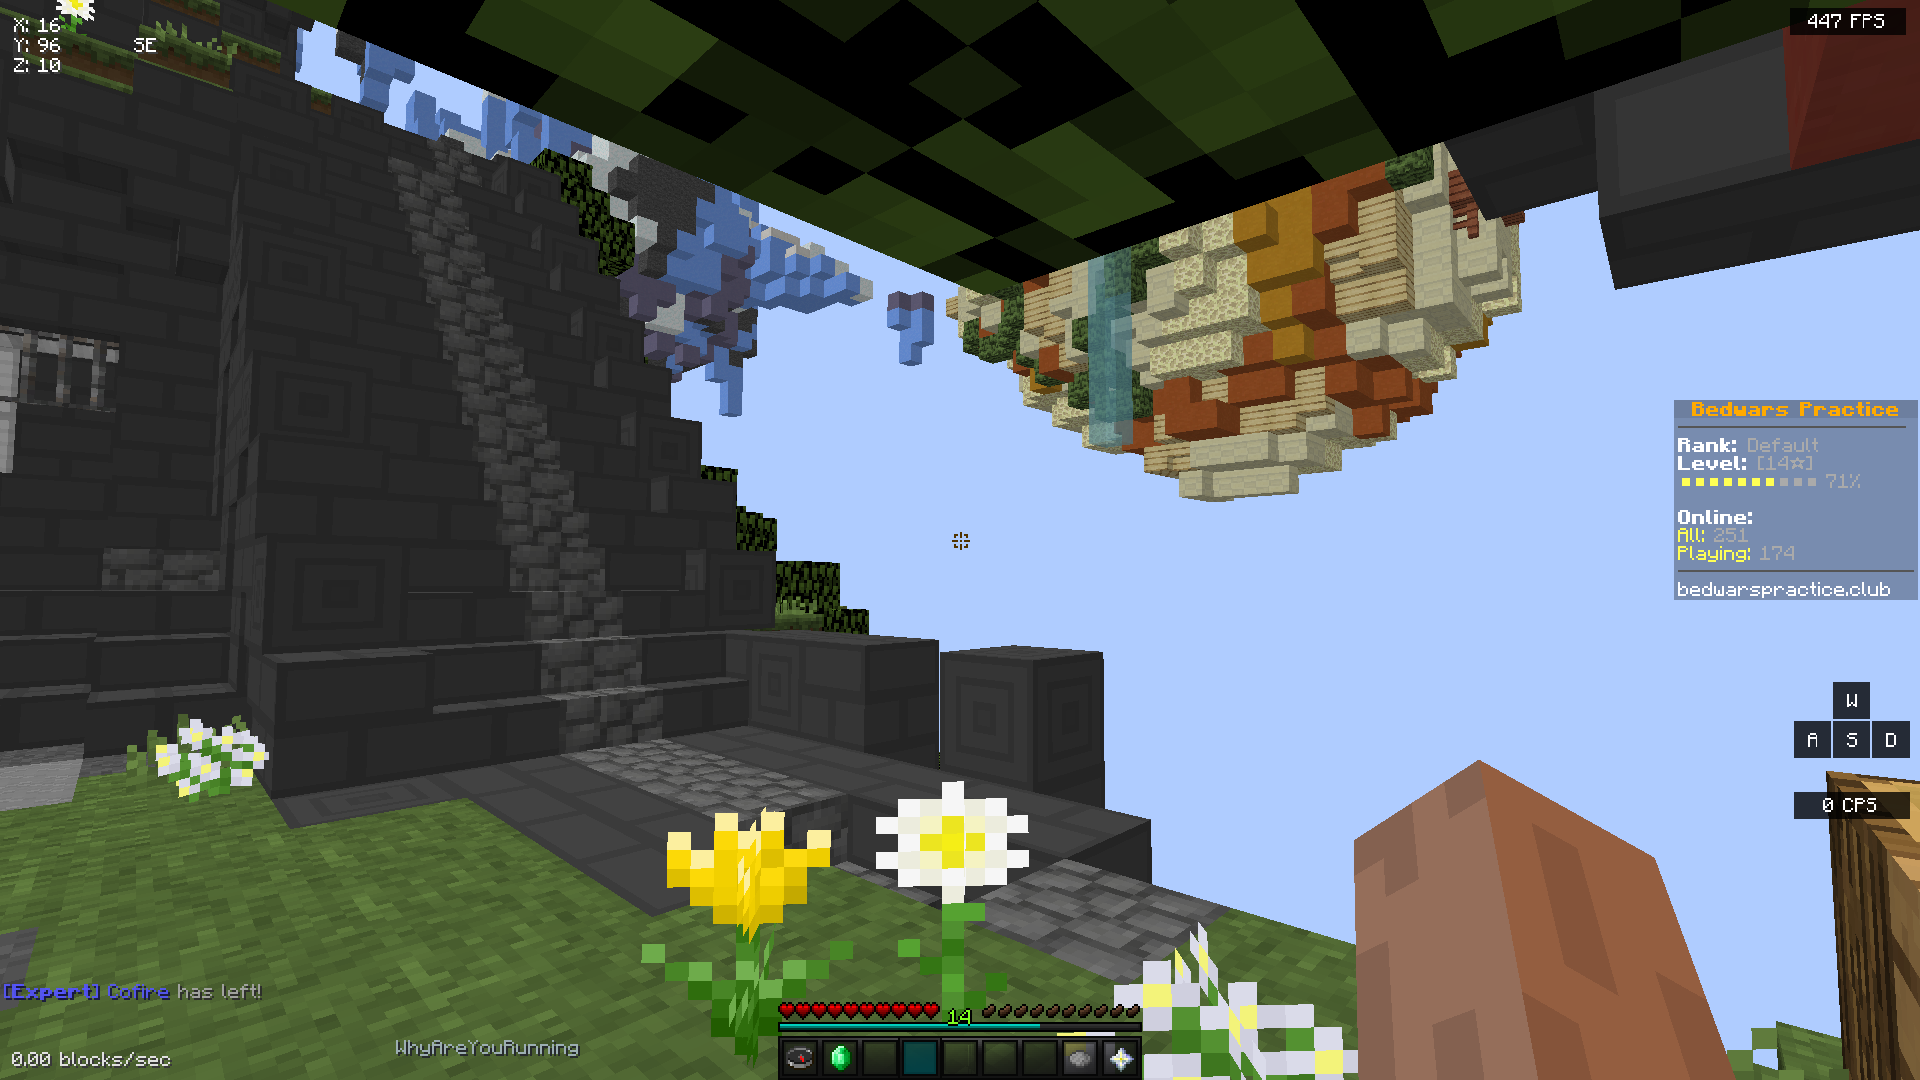 X: 16
Y: 96
SE
Z: 10
447 FPS
Bedwars Practice
Rank: Default
Level: [14☆]
71%
Online:
All: 251
Playing: 174
bedwarspractice.club
W
A S D
0 CPS
[Expert] Cofire has left!
14
WhyAreYouRunning
0.00 blocks/sec